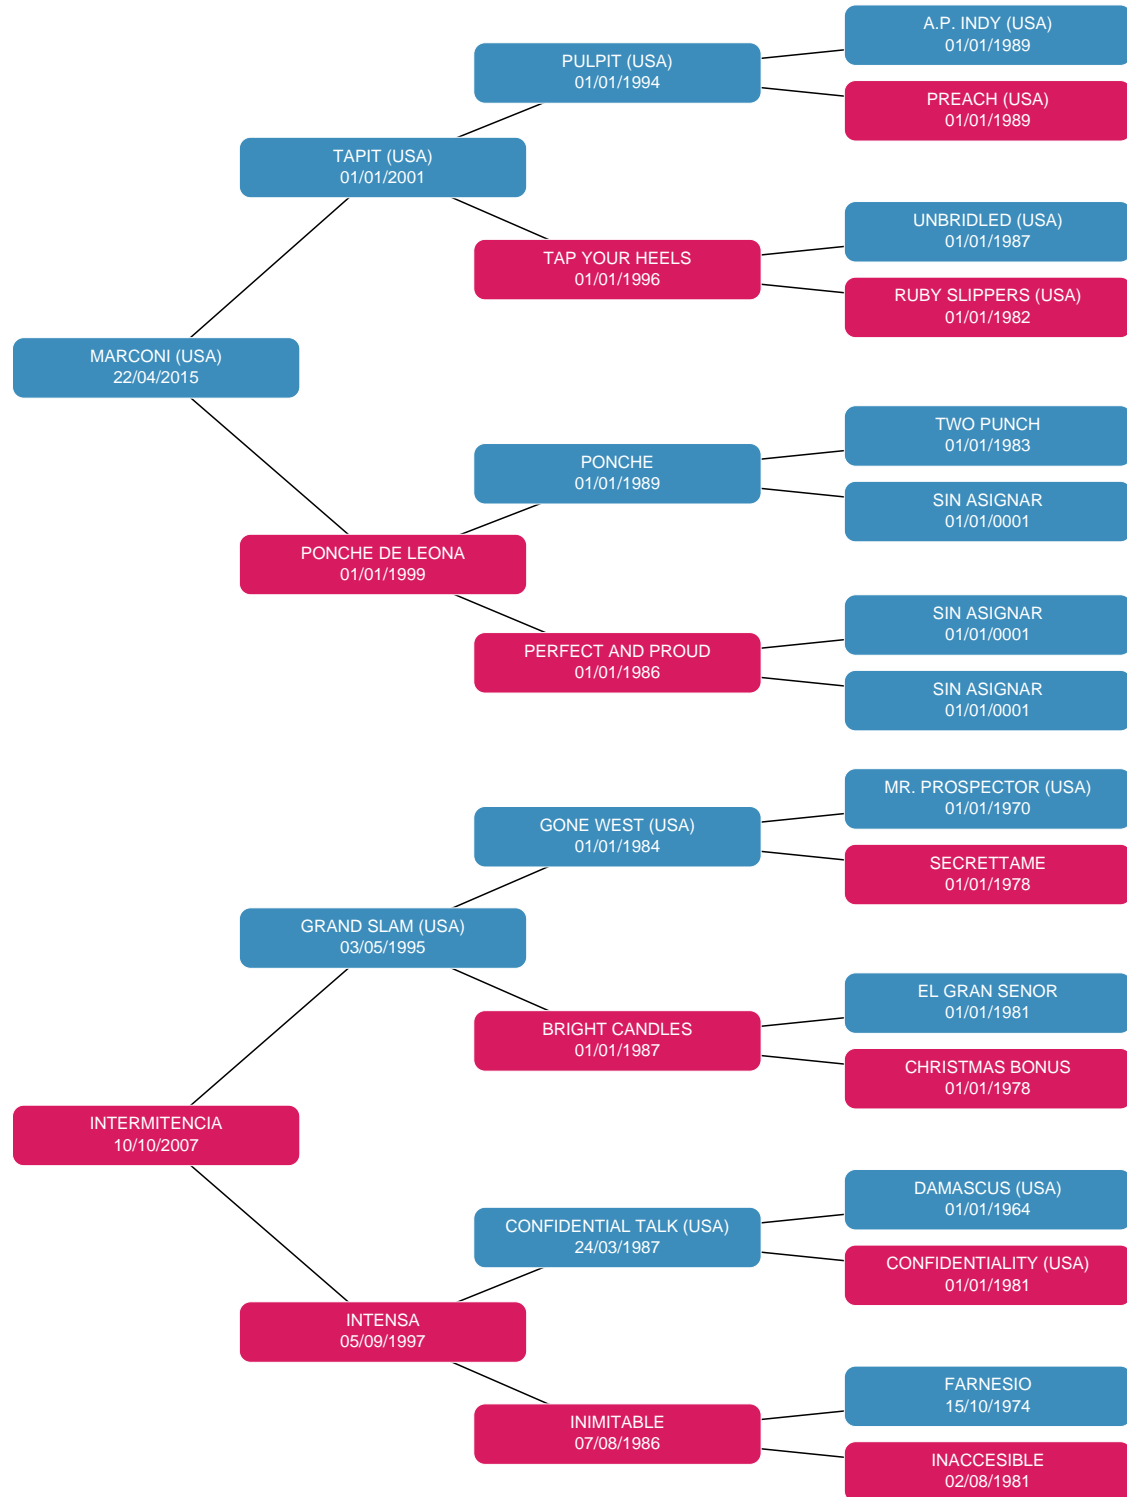 A.P. INDY (USA)
01/01/1989
PULPIT (USA)
01/01/1994
PREACH (USA)
01/01/1989
TAPIT (USA)
01/01/2001
UNBRIDLED (USA)
01/01/1987
TAP YOUR HEELS
01/01/1996
RUBY SLIPPERS (USA)
01/01/1982
MARCONI (USA)
22/04/2015
TWO PUNCH
01/01/1983
PONCHE
01/01/1989
SIN ASIGNAR
01/01/0001
PONCHE DE LEONA
01/01/1999
SIN ASIGNAR
01/01/0001
PERFECT AND PROUD
01/01/1986
SIN ASIGNAR
01/01/0001
MR. PROSPECTOR (USA)
01/01/1970
GONE WEST (USA)
01/01/1984
SECRETTAME
01/01/1978
GRAND SLAM (USA)
03/05/1995
EL GRAN SENOR
01/01/1981
BRIGHT CANDLES
01/01/1987
CHRISTMAS BONUS
01/01/1978
INTERMITENCIA
10/10/2007
DAMASCUS (USA)
01/01/1964
CONFIDENTIAL TALK (USA)
24/03/1987
CONFIDENTIALITY (USA)
01/01/1981
INTENSA
05/09/1997
FARNESIO
15/10/1974
INIMITABLE
07/08/1986
INACCESIBLE
02/08/1981